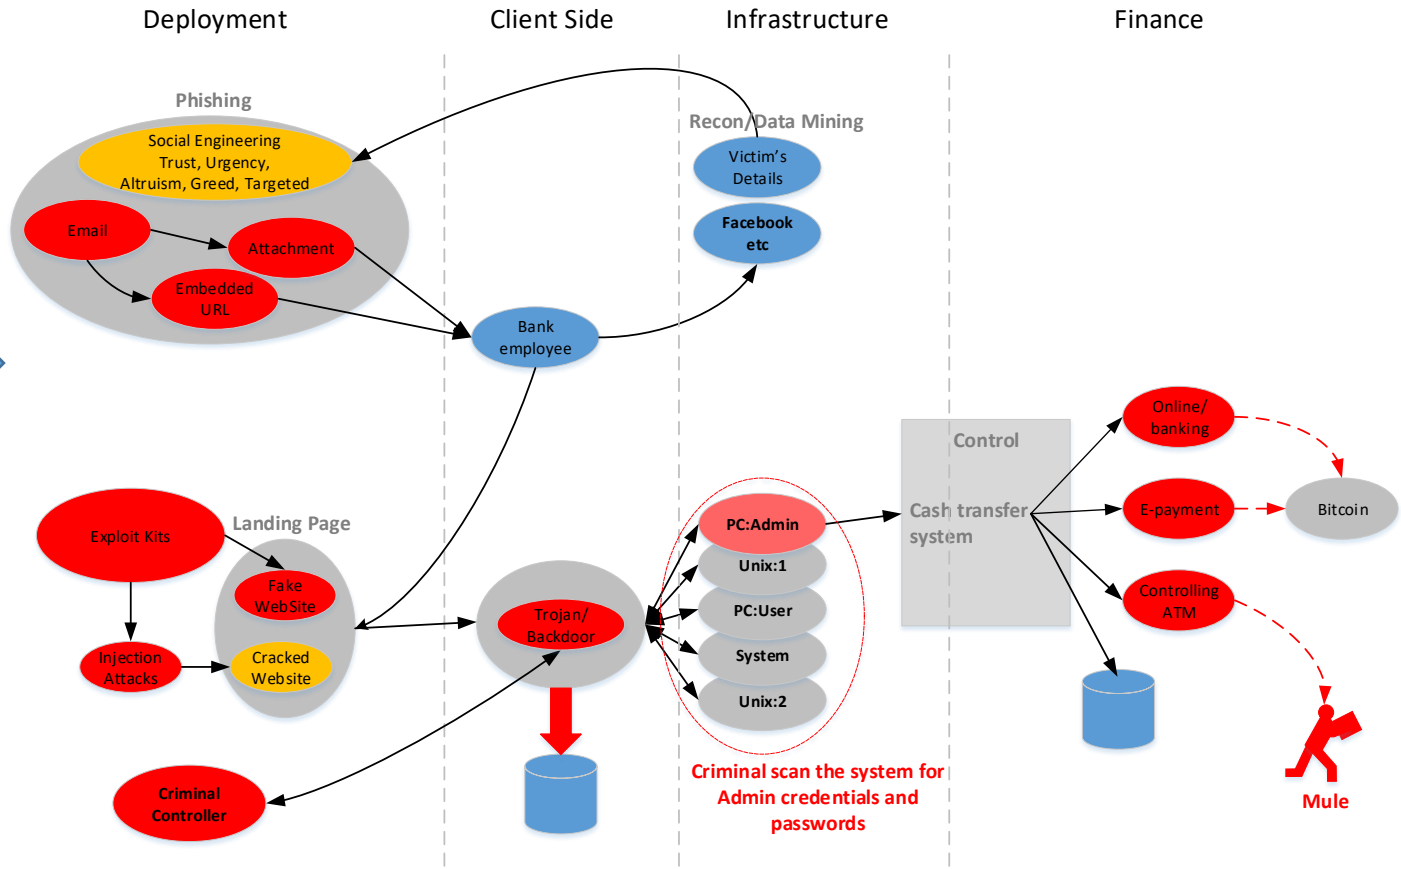 Deployment
Client Side
Infrastructure
Finance
Phishing
Social Engineering
Trust, Urgency,
Altruism, Greed, Targeted
Email
Attachment
Embedded
URL
Recon/Data Mining
Victim's
Details
Facebook
etc
Bank
employee
Exploit Kits
Landing Page
Fake
WebSite
Injection
Attacks
Cracked
Website
Criminal
Controller
Trojan/
Backdoor
PC:Admin
Unix:1
PC:User
System
Unix:2
Criminal scan the system for
Admin credentials and
passwords
Control
Cash transfer
system
Online/
banking
E-payment
Controlling
ATM
Bitcoin
Mule